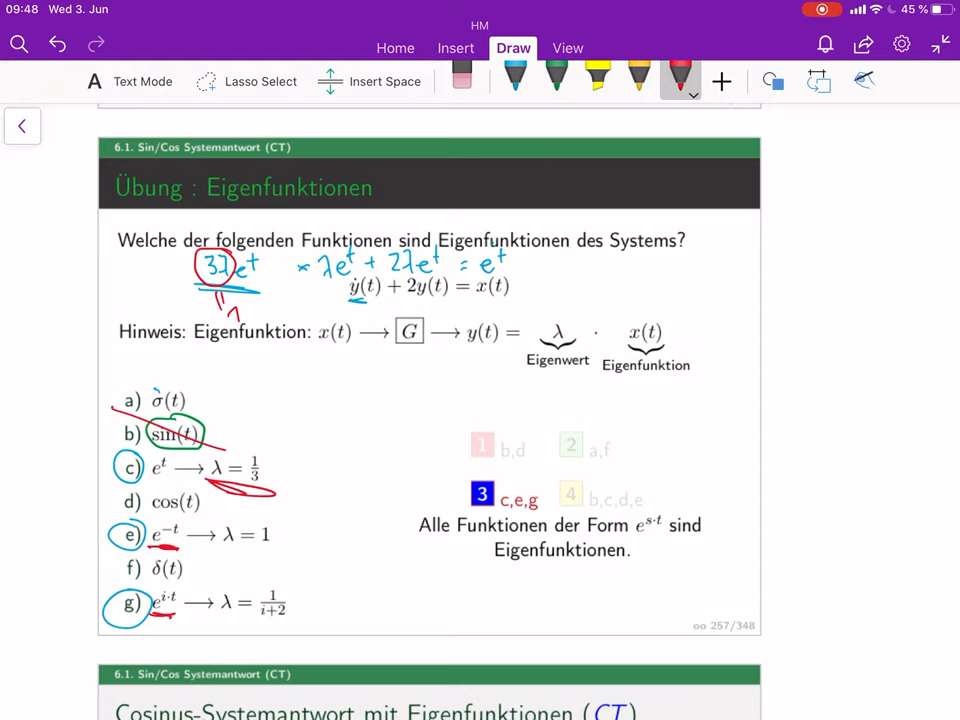 09:48 Wed 3. Jun
45 %
HM
Home Insert Draw View
Text Mode Lasso Select Insert Space
6.1. Sin/Cos Systemantwort (CT)
Übung : Eigenfunktionen
Welche der folgenden Funktionen sind Eigenfunktionen des Systems?
3λe^t λe^t + 2λe^t = e^t
ẏ(t) + 2y(t) = x(t)
1
Hinweis: Eigenfunktion: x(t) → G → y(t) = λ · x(t)
Eigenwert Eigenfunktion
a) σ(t)
b) sin(t)
c) e^t → λ = 1/3
d) cos(t)
e) e^{-t} → λ = 1
f) δ(t)
g) e^{i·t} → λ = 1/(i+2)
1 b,d 2 a,f
3 c,e,g 4 b,c,d,e
Alle Funktionen der Form e^{s·t} sind
Eigenfunktionen.
oo 257/348
6.1. Sin/Cos Systemantwort (CT)
Cosinus-Systemantwort mit Eigenfunktionen (CT)